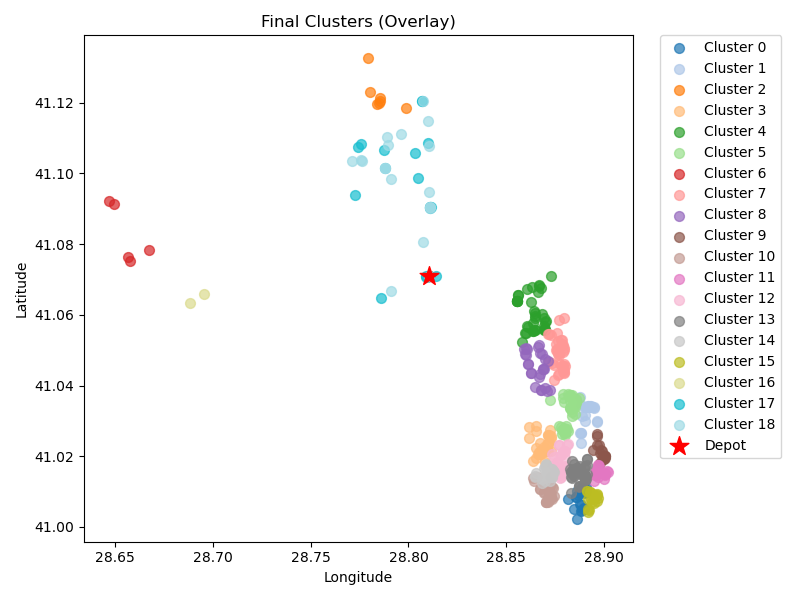 Final Clusters (Overlay)
Latitude
41.12
41.10
41.08
41.06
41.04
41.02
41.00
28.65 28.70 28.75 28.80 28.85 28.90
Longitude
Cluster 0
Cluster 1
Cluster 2
Cluster 3
Cluster 4
Cluster 5
Cluster 6
Cluster 7
Cluster 8
Cluster 9
Cluster 10
Cluster 11
Cluster 12
Cluster 13
Cluster 14
Cluster 15
Cluster 16
Cluster 17
Cluster 18
Depot